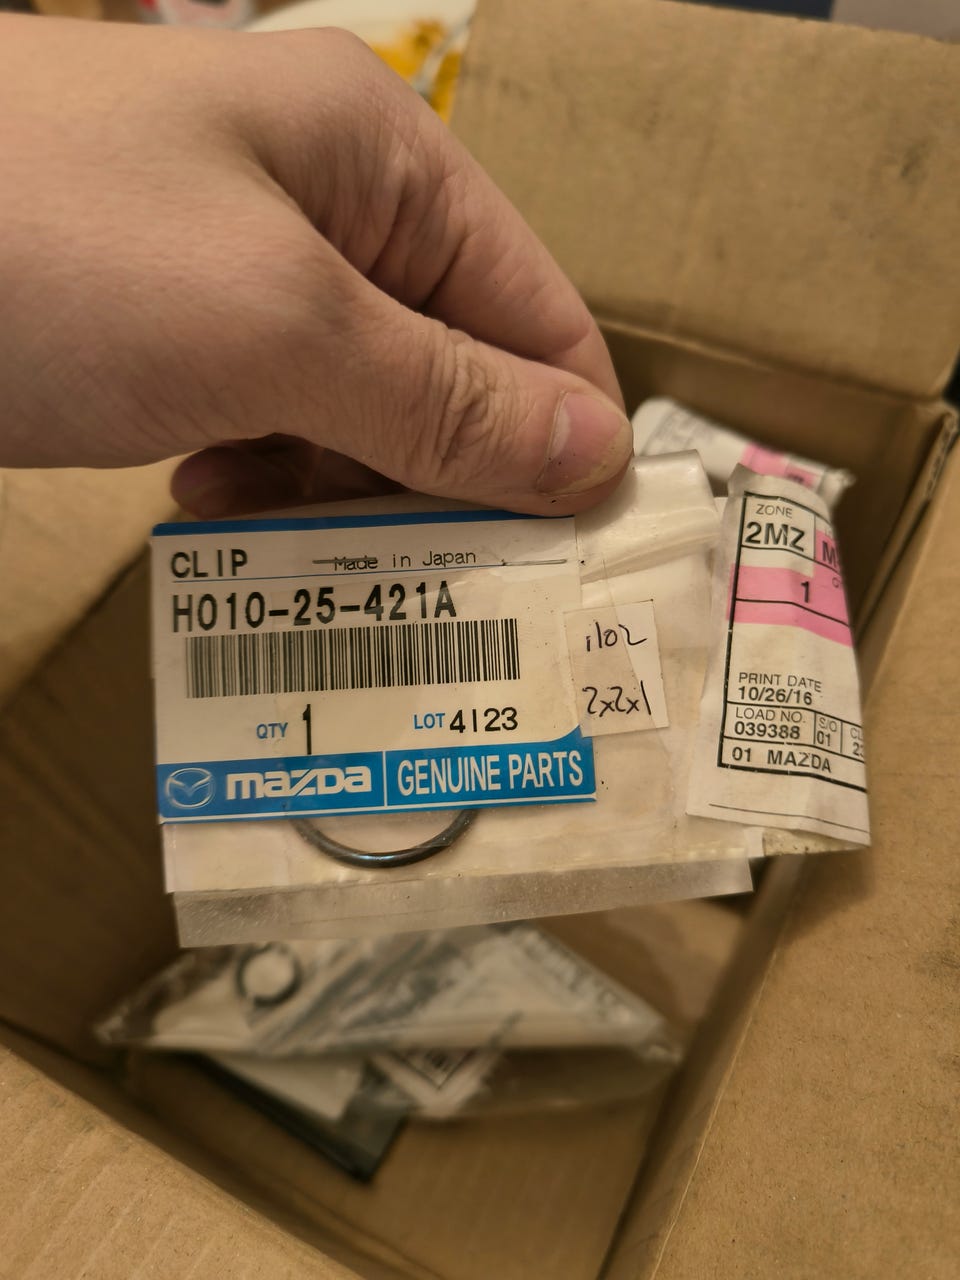 CLIP Made in Japan
H010-25-421A
QTY 1 LOT 4123
mazda GENUINE PARTS
.1102
2x2x1
ZONE
2MZ
1
PRINT DATE
10/26/16
LOAD NO. S/O
039388 01
01 MAZDA